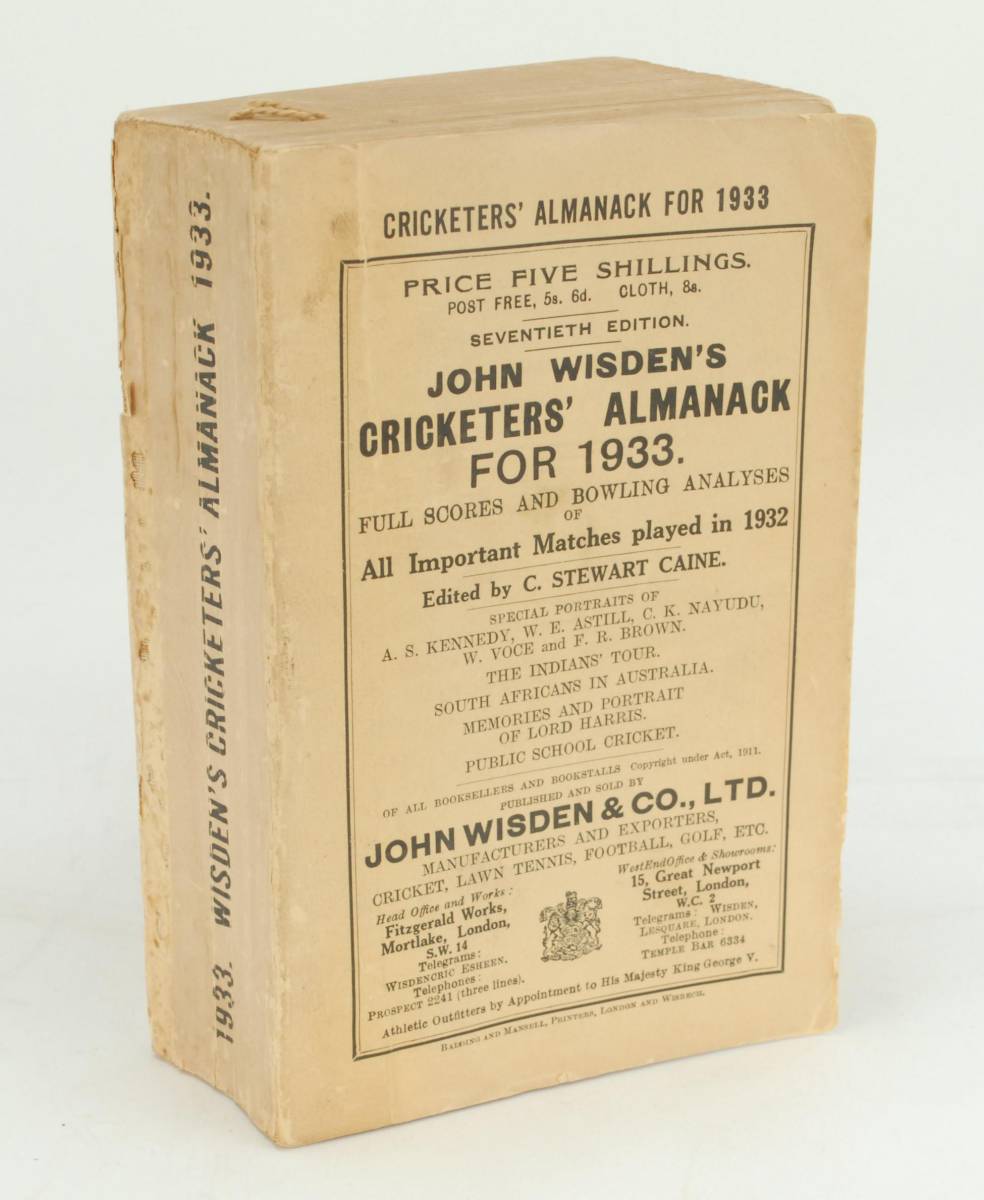 1933. WISDEN'S CRICKETERS' ALMANACK 1933.
CRICKETERS' ALMANACK FOR 1933
PRICE FIVE SHILLINGS.
POST FREE, 5s. 6d. CLOTH, 8s.
SEVENTIETH EDITION.
JOHN WISDEN'S
CRICKETERS' ALMANACK
FOR 1933.
FULL SCORES AND BOWLING ANALYSES
OF
All Important Matches played in 1932
Edited by C. STEWART CAINE.
SPECIAL PORTRAITS OF
A. S. KENNEDY, W. E. ASTILL, C. K. NAYUDU,
W. VOCE and F. R. BROWN.
THE INDIANS' TOUR.
SOUTH AFRICANS IN AUSTRALIA.
MEMORIES AND PORTRAIT
OF LORD HARRIS.
PUBLIC SCHOOL CRICKET.
OF ALL BOOKSELLERS AND BOOKSTALLS Copyright under Act, 1911.
PUBLISHED AND SOLD BY
JOHN WISDEN & CO., LTD.
MANUFACTURERS AND EXPORTERS,
CRICKET, LAWN TENNIS, FOOTBALL, GOLF, ETC.
Head Office and Works:
Fitzgerald Works,
Mortlake, London,
S.W. 14
Telegrams:
WISDENCRIC ESHEEN.
Telephones:
PROSPECT 2241 (three lines).
West End Office & Showrooms:
15, Great Newport
Street, London,
W.C. 2
Telegrams: WISDEN,
LESQUARE, LONDON.
Telephone:
TEMPLE BAR 6334
Athletic Outfitters by Appointment to His Majesty King George V.
BALDING AND MANSELL, PRINTERS, LONDON AND WISBECH.